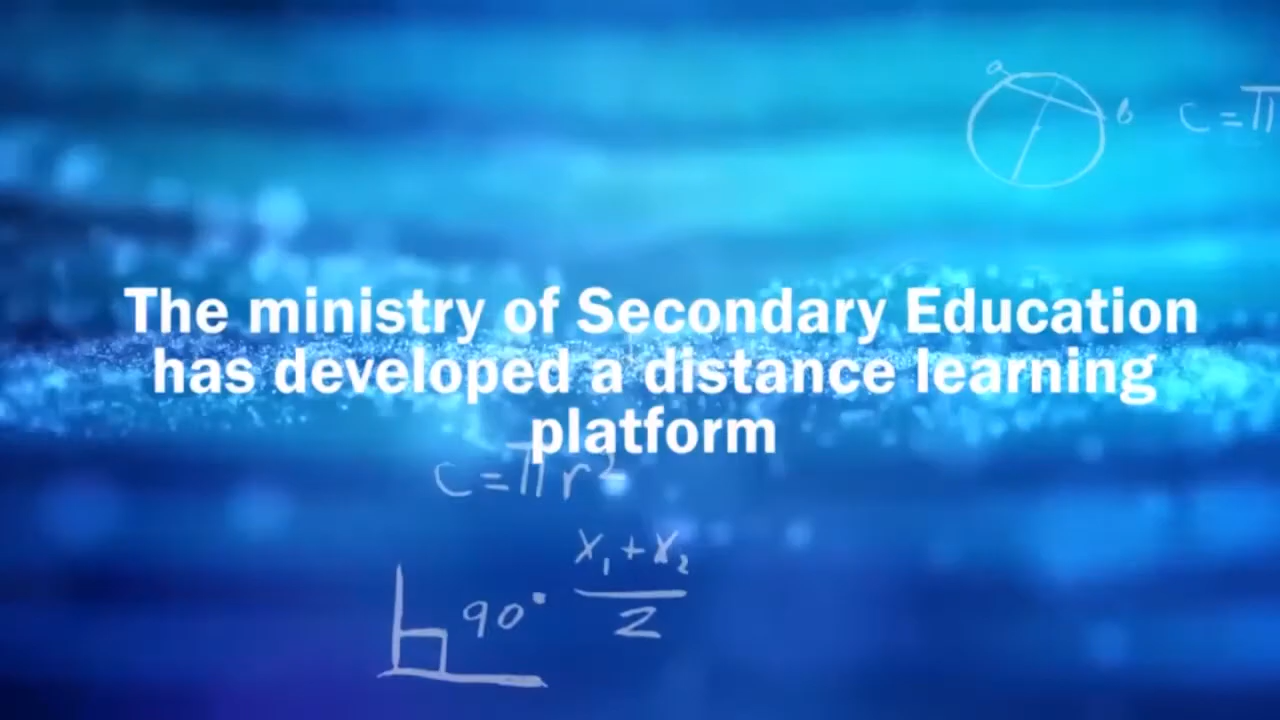 a
b
c=π
The ministry of Secondary Education
has developed a distance learning
platform
c=πr²
x₁+x₂
2
90°